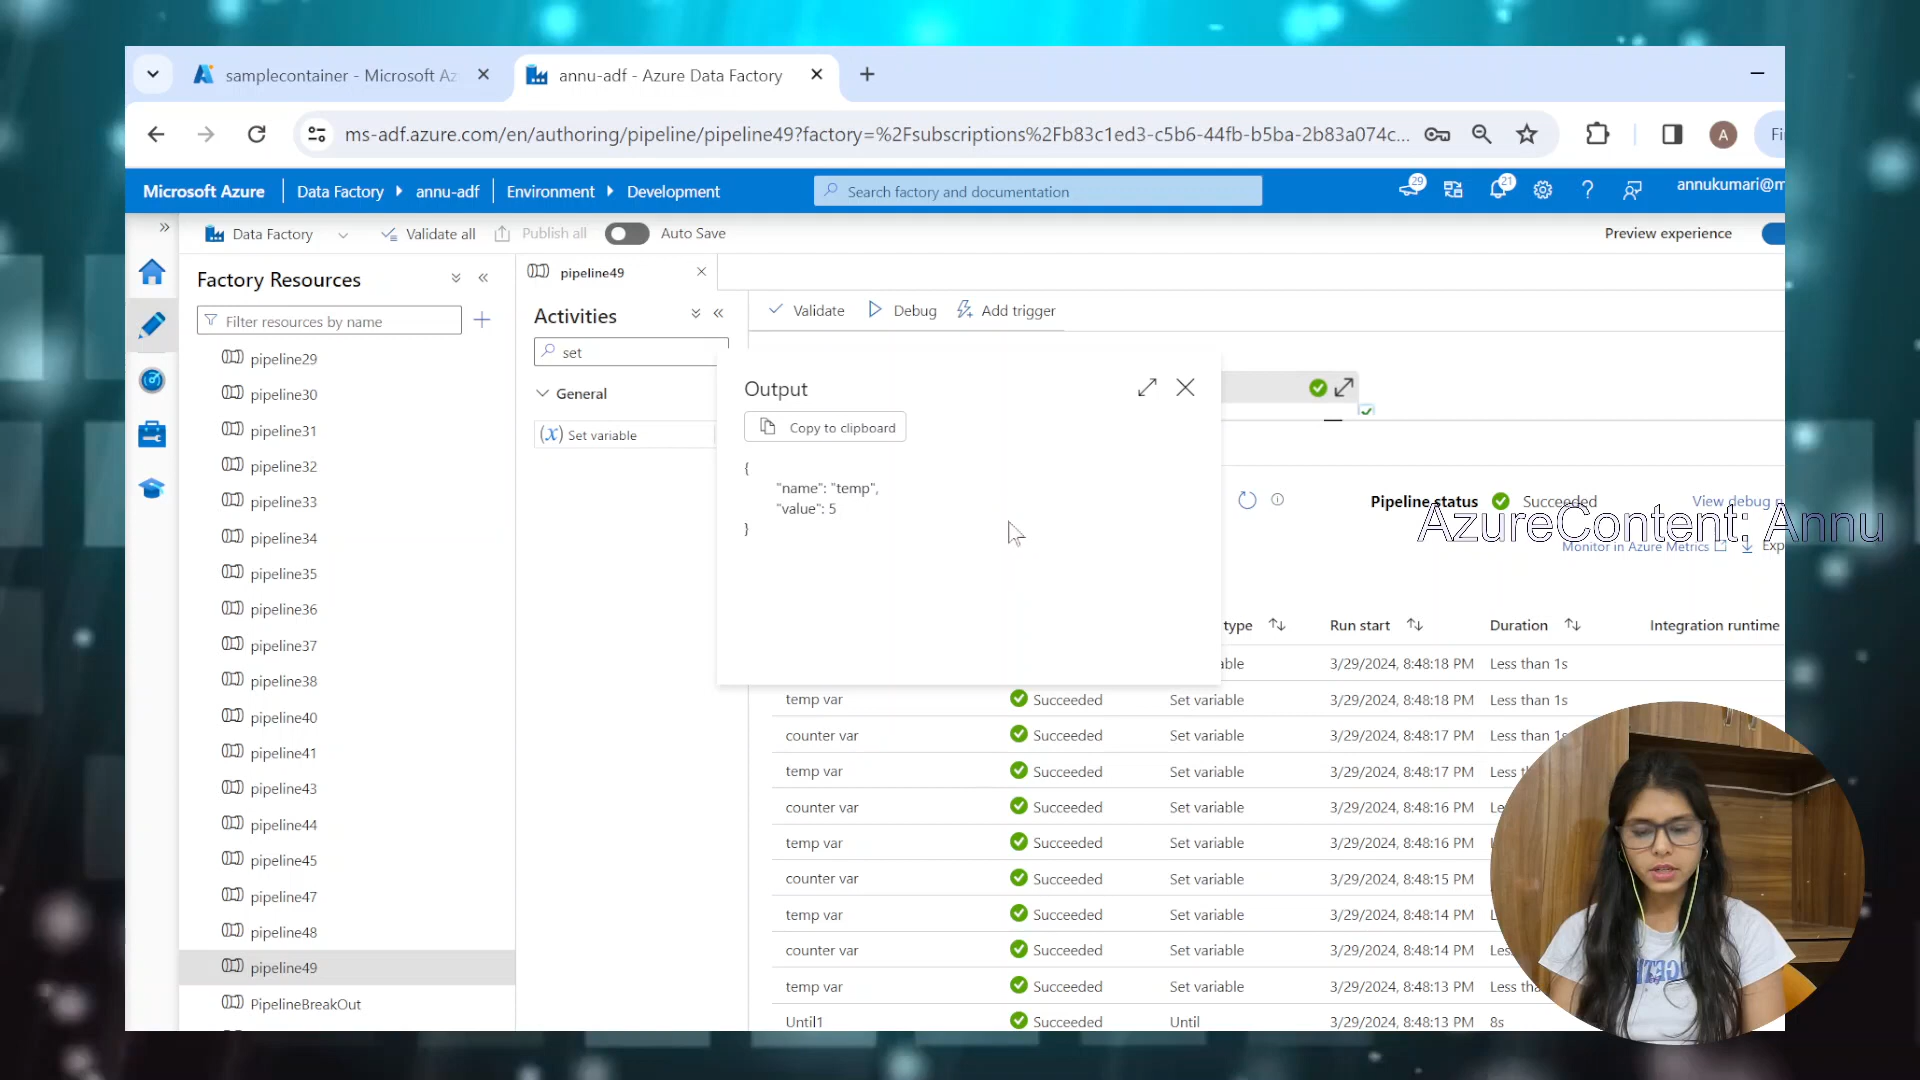 samplecontainer - Microsoft Az
annu-adf - Azure Data Factory
ms-adf.azure.com/en/authoring/pipeline/pipeline49?factory=%2Fsubscriptions%2Fb83c1ed3-c5b6-44fb-b5ba-2b83a074c...
A
Microsoft Azure
Data Factory
annu-adf
Environment
Development
Search factory and documentation
29
21
?
annukumari@m
Data Factory
Validate all
Publish all
Auto Save
Preview experience
Factory Resources
Filter resources by name
pipeline29
pipeline30
pipeline31
pipeline32
pipeline33
pipeline34
pipeline35
pipeline36
pipeline37
pipeline38
pipeline40
pipeline41
pipeline43
pipeline44
pipeline45
pipeline47
pipeline48
pipeline49
PipelineBreakOut
pipeline49
Activities
set
General
(x) Set variable
Validate
Debug
Add trigger
Output
Copy to clipboard
{
"name": "temp",
"value": 5
}
Pipeline status
Succeeded
View debug
AzureContent; Annu
Monitor in Azure Metrics
type
Run start
Duration
Integration runtime
able 3/29/2024, 8:48:18 PM Less than 1s
temp var Succeeded Set variable 3/29/2024, 8:48:18 PM Less than 1s
counter var Succeeded Set variable 3/29/2024, 8:48:17 PM Less than 1s
temp var Succeeded Set variable 3/29/2024, 8:48:17 PM Less
counter var Succeeded Set variable 3/29/2024, 8:48:16 PM
temp var Succeeded Set variable 3/29/2024, 8:48:16 PM
counter var Succeeded Set variable 3/29/2024, 8:48:15 PM
temp var Succeeded Set variable 3/29/2024, 8:48:14 PM
counter var Succeeded Set variable 3/29/2024, 8:48:14 PM
temp var Succeeded Set variable 3/29/2024, 8:48:13 PM Less
Until1 Succeeded Until 3/29/2024, 8:48:13 PM 8s